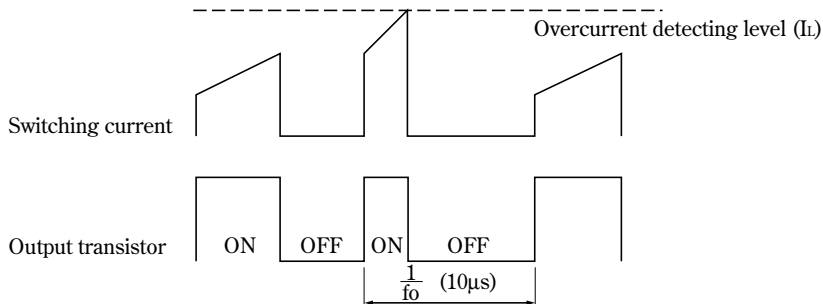 Overcurrent detecting level (IL)
Switching current
Output transistor
ON
OFF
ON
OFF
1
fo
(10μs)